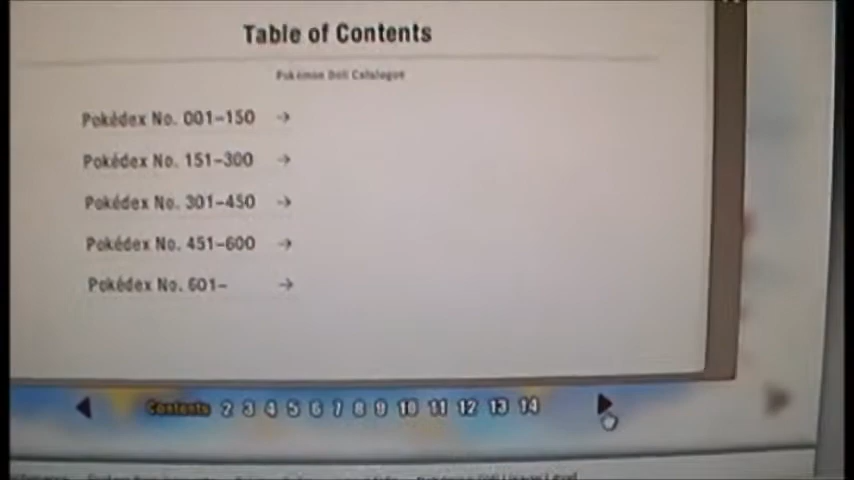 Table of Contents
Pokémon Doll Catalogue
Pokédex No. 001–150 →
Pokédex No. 151–300 →
Pokédex No. 301–450 →
Pokédex No. 451–600 →
Pokédex No. 601– →
Contents 2 3 4 5 6 7 8 9 10 11 12 13 14